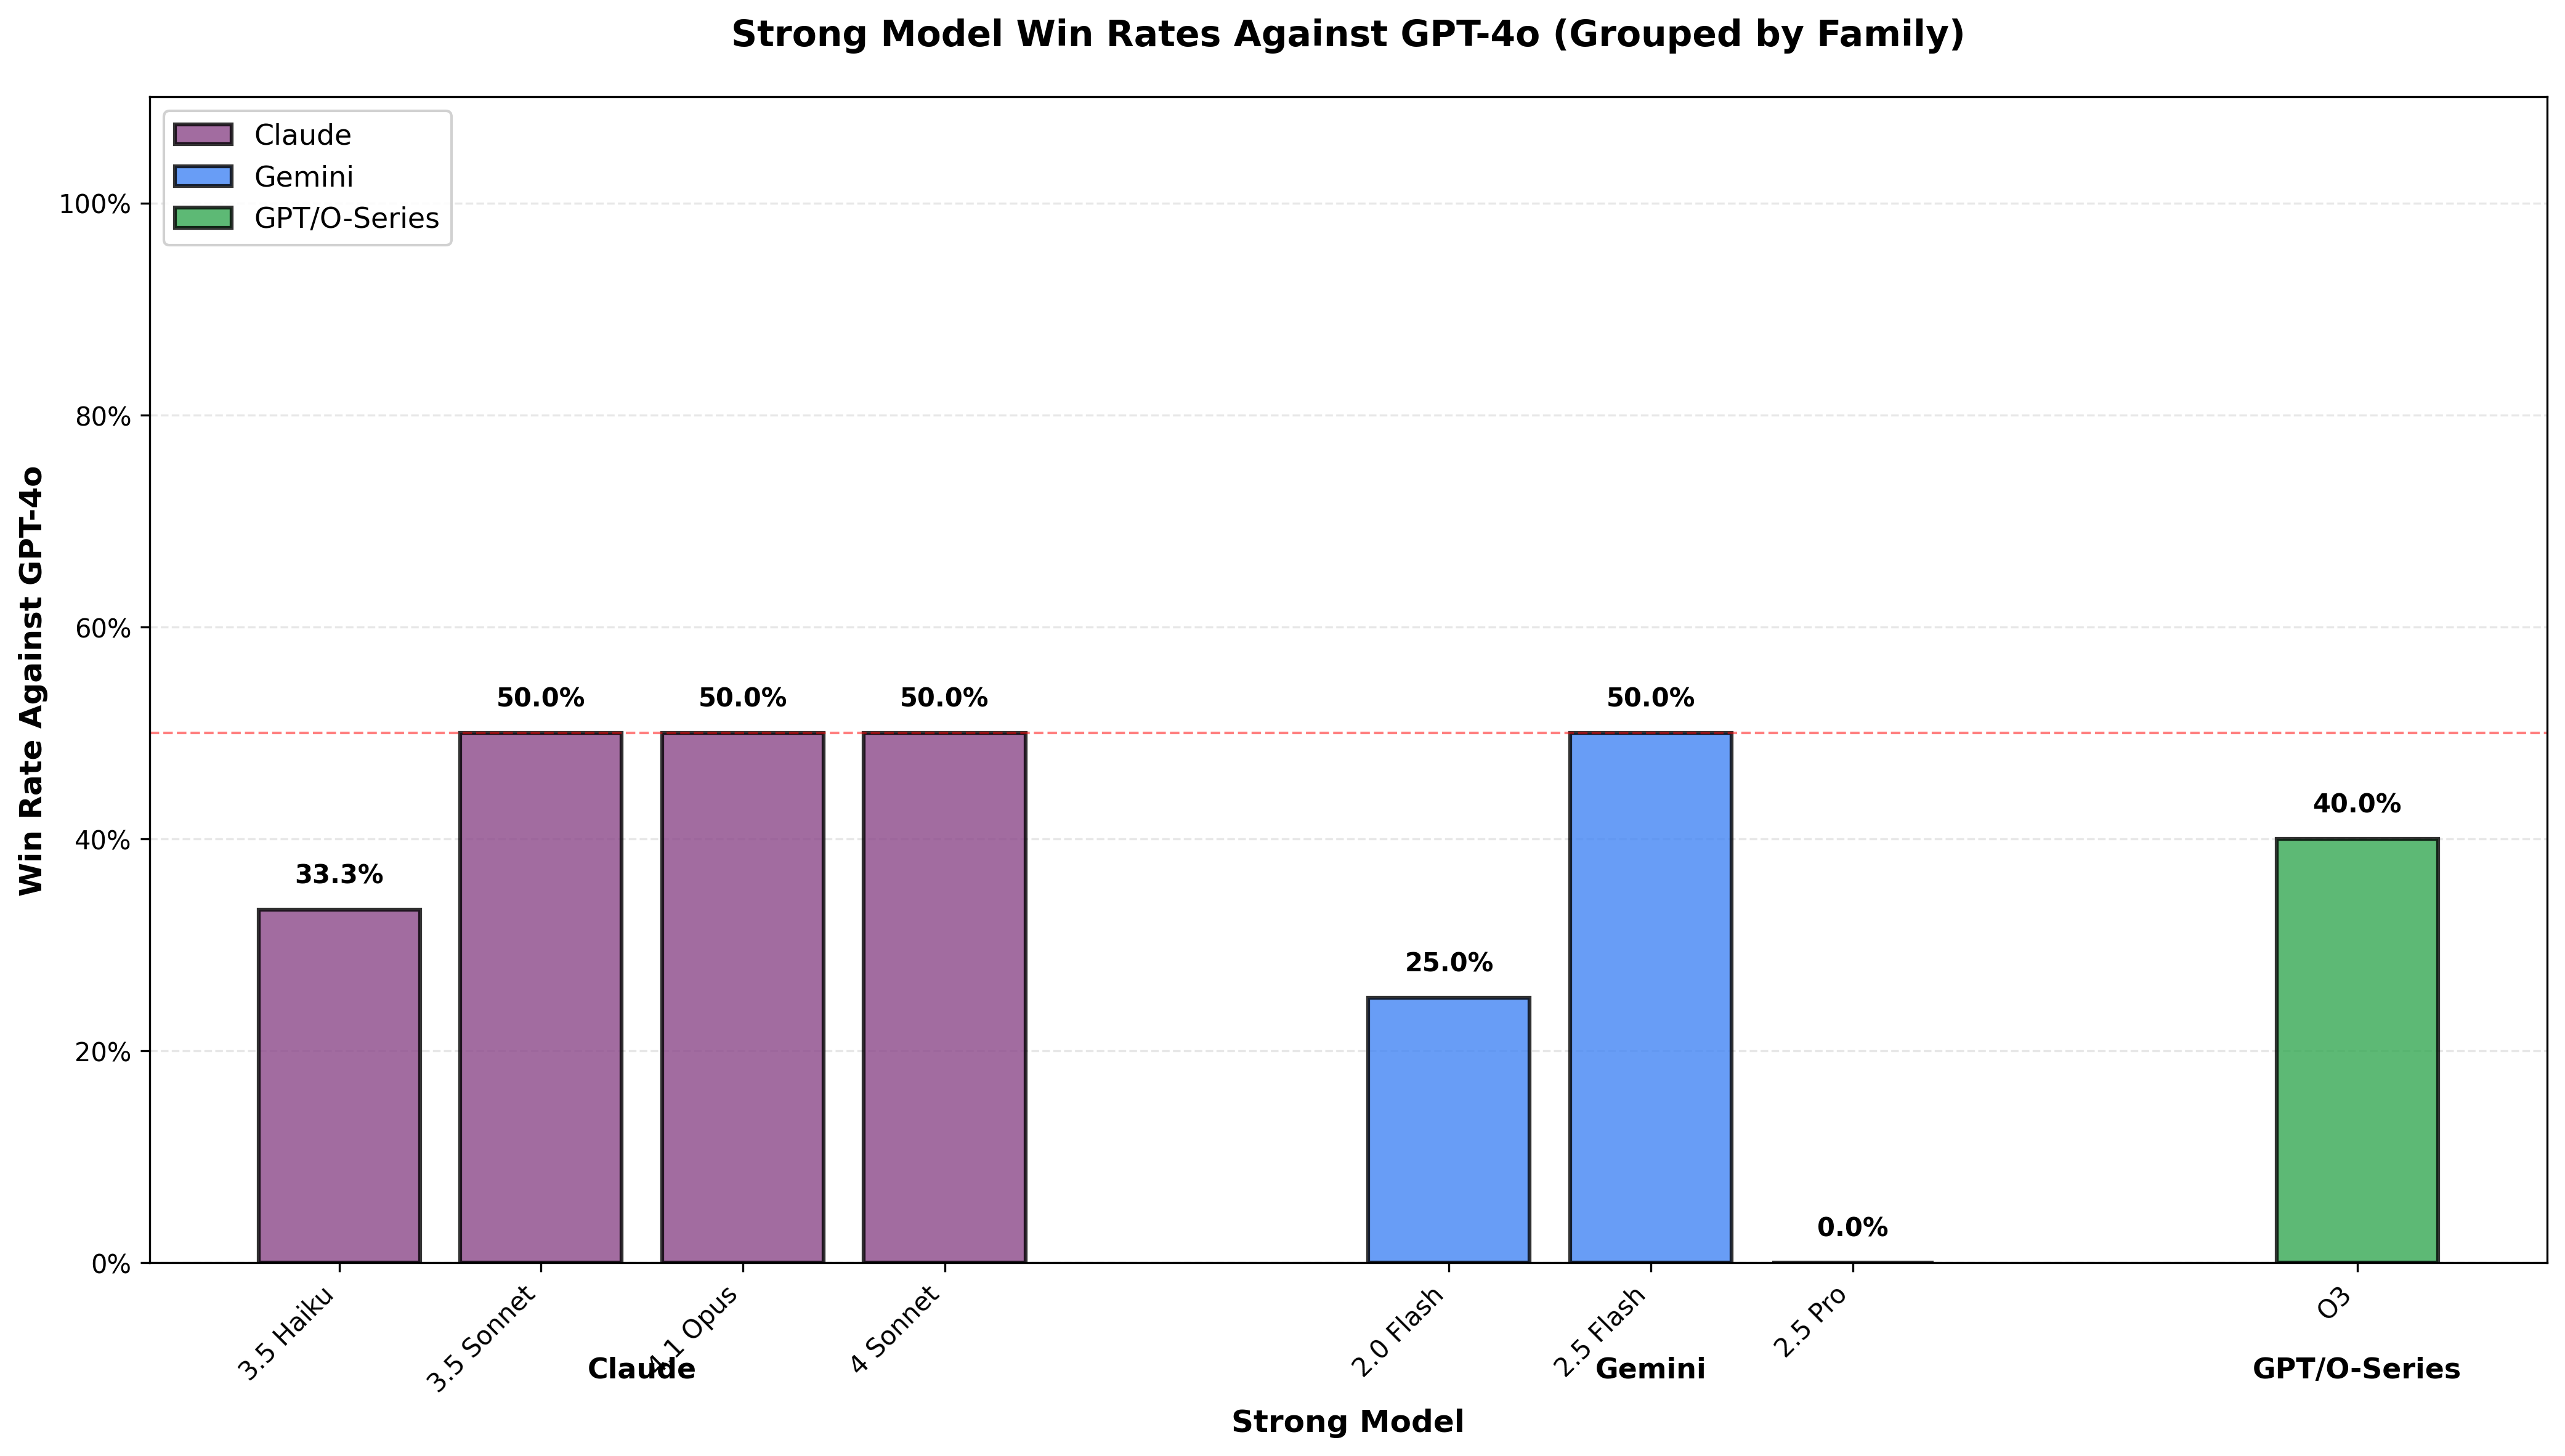 Strong Model Win Rates Against GPT-4o (Grouped by Family)
Claude
Gemini
GPT/O-Series
Win Rate Against GPT-4o
100%
80%
60%
40%
20%
0%
33.3%
50.0%
50.0%
50.0%
25.0%
50.0%
0.0%
40.0%
3.5 Haiku
3.5 Sonnet
4.1 Opus
4 Sonnet
2.0 Flash
2.5 Flash
2.5 Pro
O3
Claude
Gemini
GPT/O-Series
Strong Model